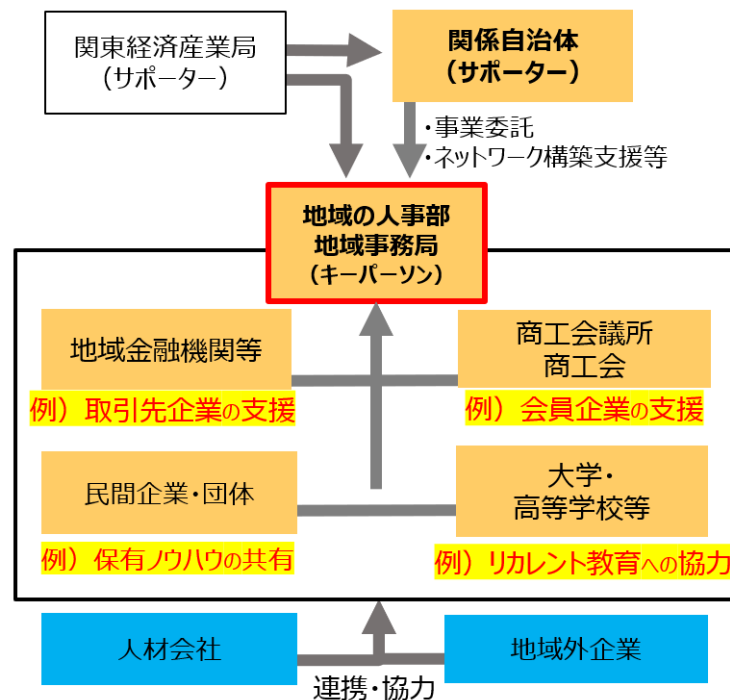 関東経済産業局
（サポーター）
関係自治体
（サポーター）
・事業委託
・ネットワーク構築支援等
地域の人事部
地域事務局
（キーパーソン）
地域金融機関等
例）取引先企業の支援
商工会議所
商工会
例）会員企業の支援
民間企業・団体
例）保有ノウハウの共有
大学・
高等学校等
例）リカレント教育への協力
人材会社
地域外企業
連携・協力